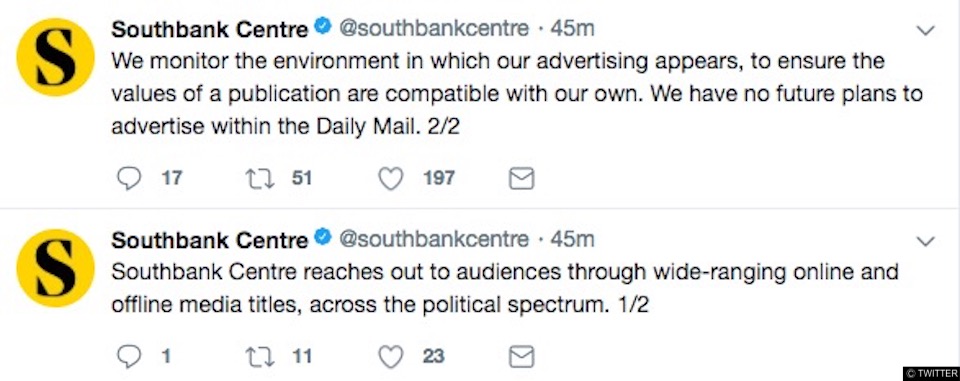 Southbank Centre @southbankcentre · 45m
We monitor the environment in which our advertising appears, to ensure the
values of a publication are compatible with our own. We have no future plans to
advertise within the Daily Mail. 2/2
17 51 197
Southbank Centre @southbankcentre · 45m
Southbank Centre reaches out to audiences through wide-ranging online and
offline media titles, across the political spectrum. 1/2
1 11 23
S
S
© TWITTER